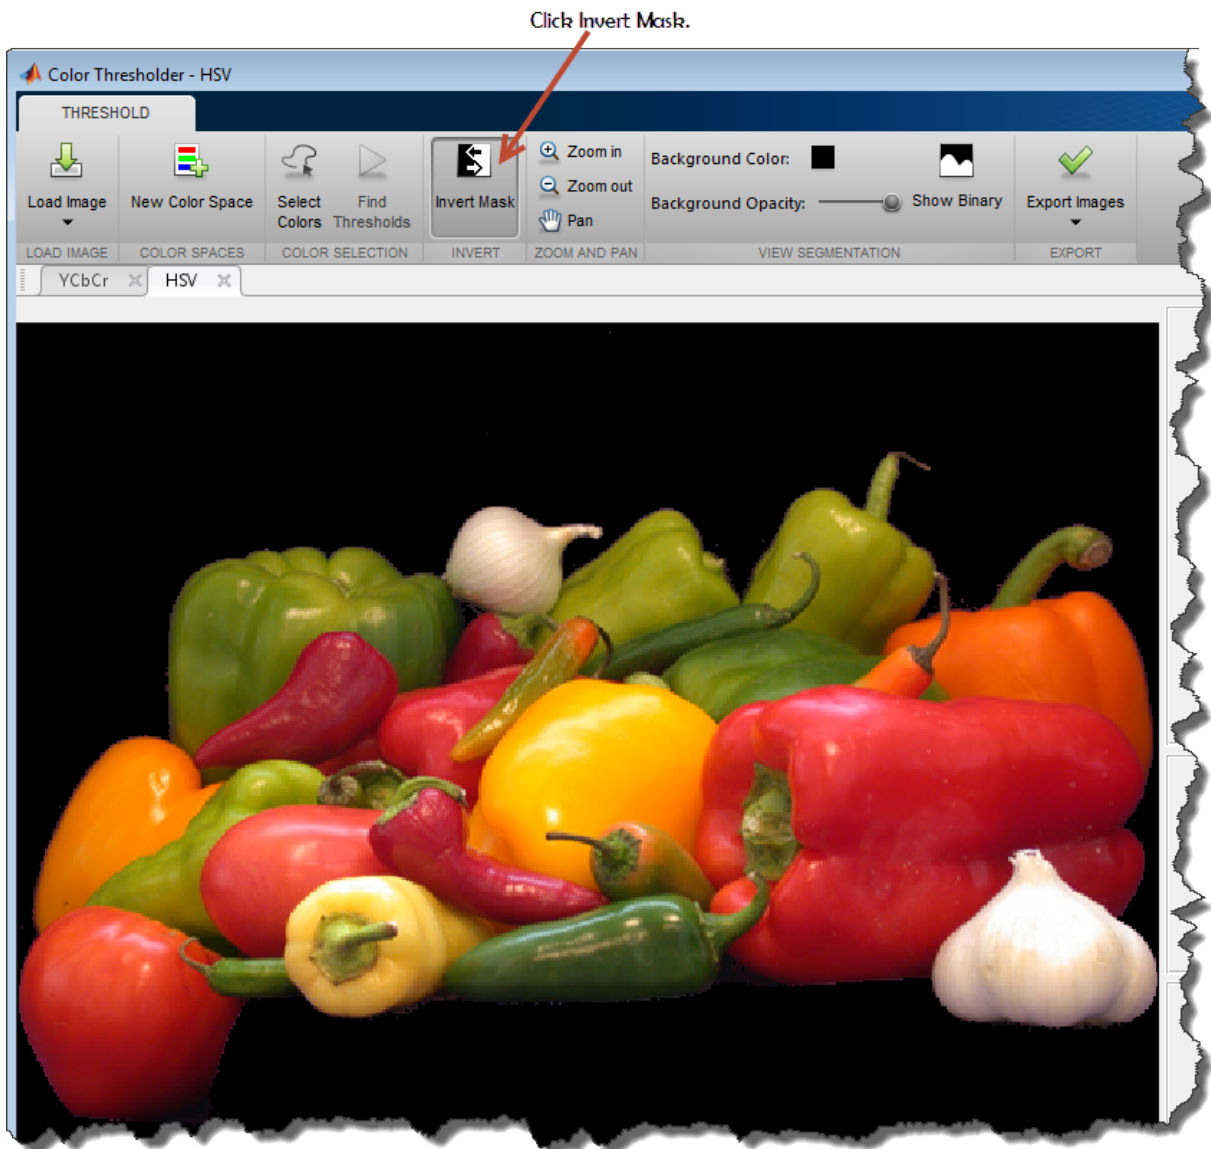 Click Invert Mask.
Color Thresholder - HSV
THRESHOLD
Load Image
New Color Space
Select Colors
Find Thresholds
Invert Mask
Zoom in
Zoom out
Pan
Background Color:
Background Opacity:
Show Binary
Export Images
LOAD IMAGE
COLOR SPACES
COLOR SELECTION
INVERT
ZOOM AND PAN
VIEW SEGMENTATION
EXPORT
YCbCr
HSV